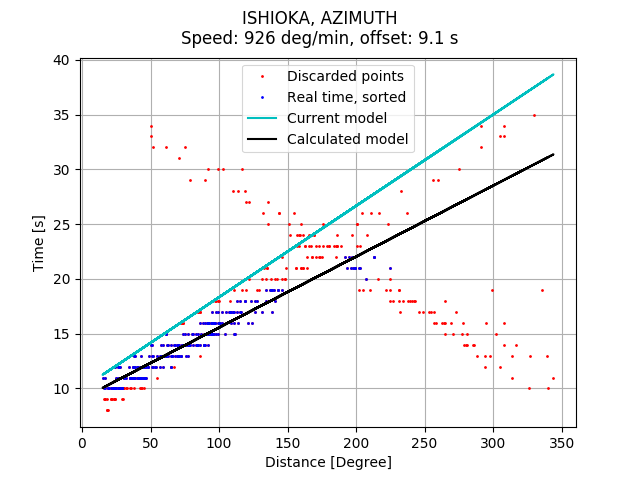 ISHIOKA, AZIMUTH
Speed: 926 deg/min, offset: 9.1 s
40
35
30
25
20
15
10
Time [s]
Discarded points
Real time, sorted
Current model
Calculated model
0 50 100 150 200 250 300 350
Distance [Degree]